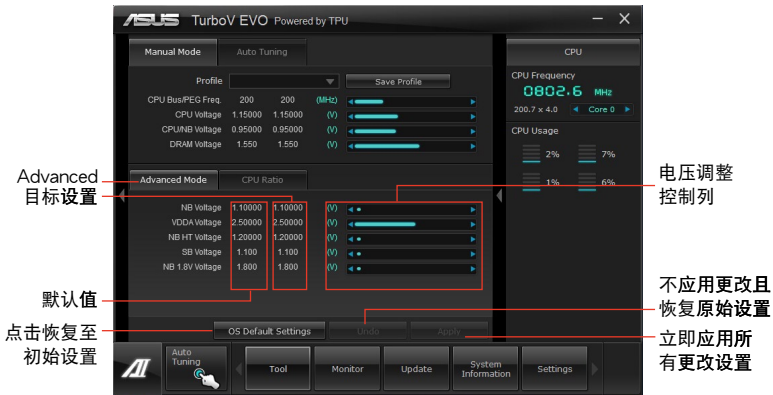 ASUS TurboV EVO Powered by TPU
Manual Mode Auto Tuning
Profile Save Profile
CPU Bus/PEG Freq. 200 200 (MHz)
CPU Voltage 1.15000 1.15000 (V)
CPU/NB Voltage 0.95000 0.95000 (V)
DRAM Voltage 1.550 1.550 (V)
Advanced Mode CPU Ratio
NB Voltage 1.10000 1.10000 (V)
VDDA Voltage 2.50000 2.50000 (V)
NB HT Voltage 1.20000 1.20000 (V)
SB Voltage 1.100 1.100 (V)
NB 1.8V Voltage 1.800 1.800 (V)
OS Default Settings Undo Apply
CPU
CPU Frequency
0802.6 MHz
200.7 x 4.0 Core 0
CPU Usage
2% 7%
1% 6%
Auto
Tuning
Tool Monitor Update System
Information Settings
Advanced
目标设置
默认值
点击恢复至
初始设置
电压调整
控制列
不应用更改且
恢复原始设置
立即应用所
有更改设置